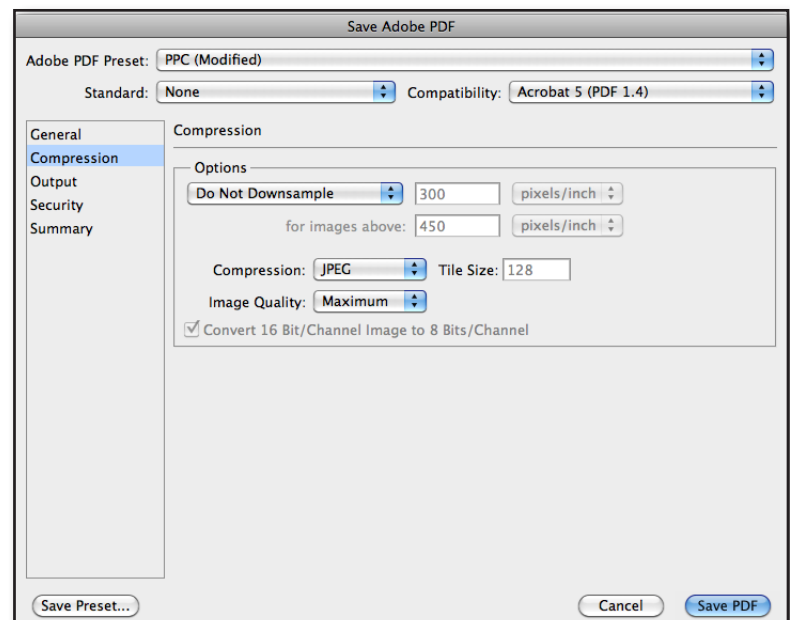 Save Adobe PDF
Adobe PDF Preset: PPC (Modified)
Standard: None Compatibility: Acrobat 5 (PDF 1.4)
General
Compression
Output
Security
Summary
Compression
Options
Do Not Downsample 300 pixels/inch
for images above: 450 pixels/inch
Compression: JPEG Tile Size: 128
Image Quality: Maximum
Convert 16 Bit/Channel Image to 8 Bits/Channel
Save Preset... Cancel Save PDF